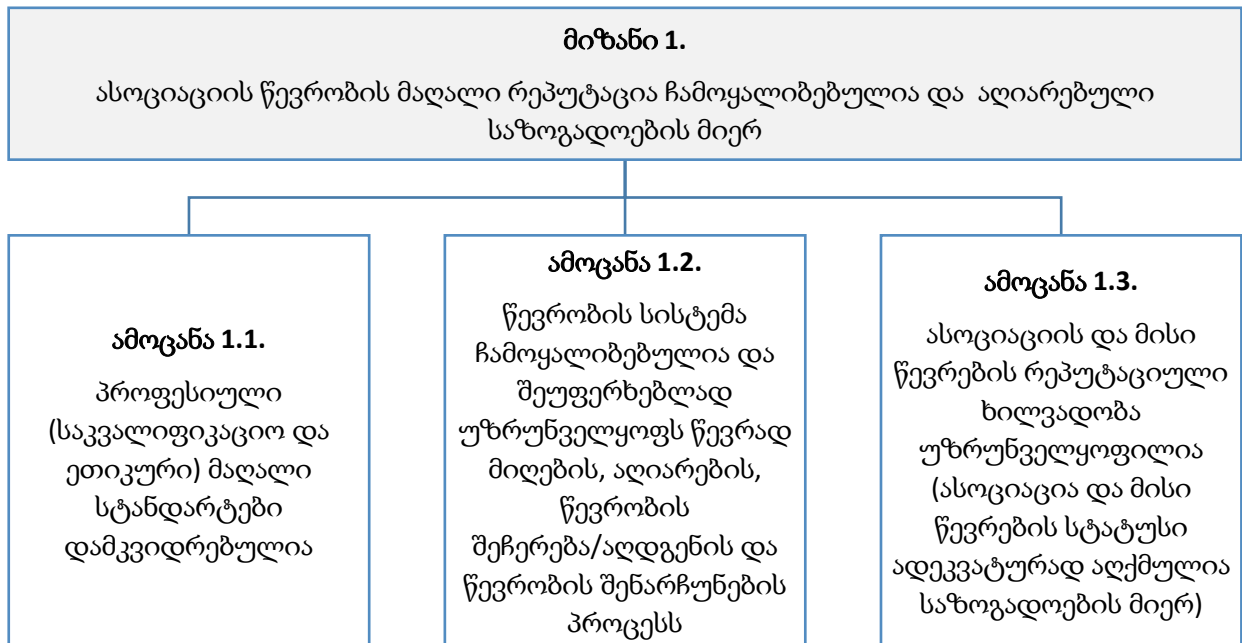 მიზანი 1.
ასოციაციის წევრობის მაღალი რეპუტაცია ჩამოყალიბებულია და აღიარებული
საზოგადოების მიერ
ამოცანა 1.1.
პროფესიული
(საკვალიფიკაციო და
ეთიკური) მაღალი
სტანდარტები
დამკვიდრებულია
ამოცანა 1.2.
წევრობის სისტემა
ჩამოყალიბებულია და
შეუფერხებლად
უზრუნველყოფს წევრად
მიღების, აღიარების,
წევრობის
შეჩერება/აღდგენის და
წევრობის შენარჩუნების
პროცესს
ამოცანა 1.3.
ასოციაციის და მისი
წევრების რეპუტაციული
ხილვადობა
უზრუნველყოფილია
(ასოციაცია და მისი
წევრების სტატუსი
ადეკვატურად აღქმულია
საზოგადოების მიერ)